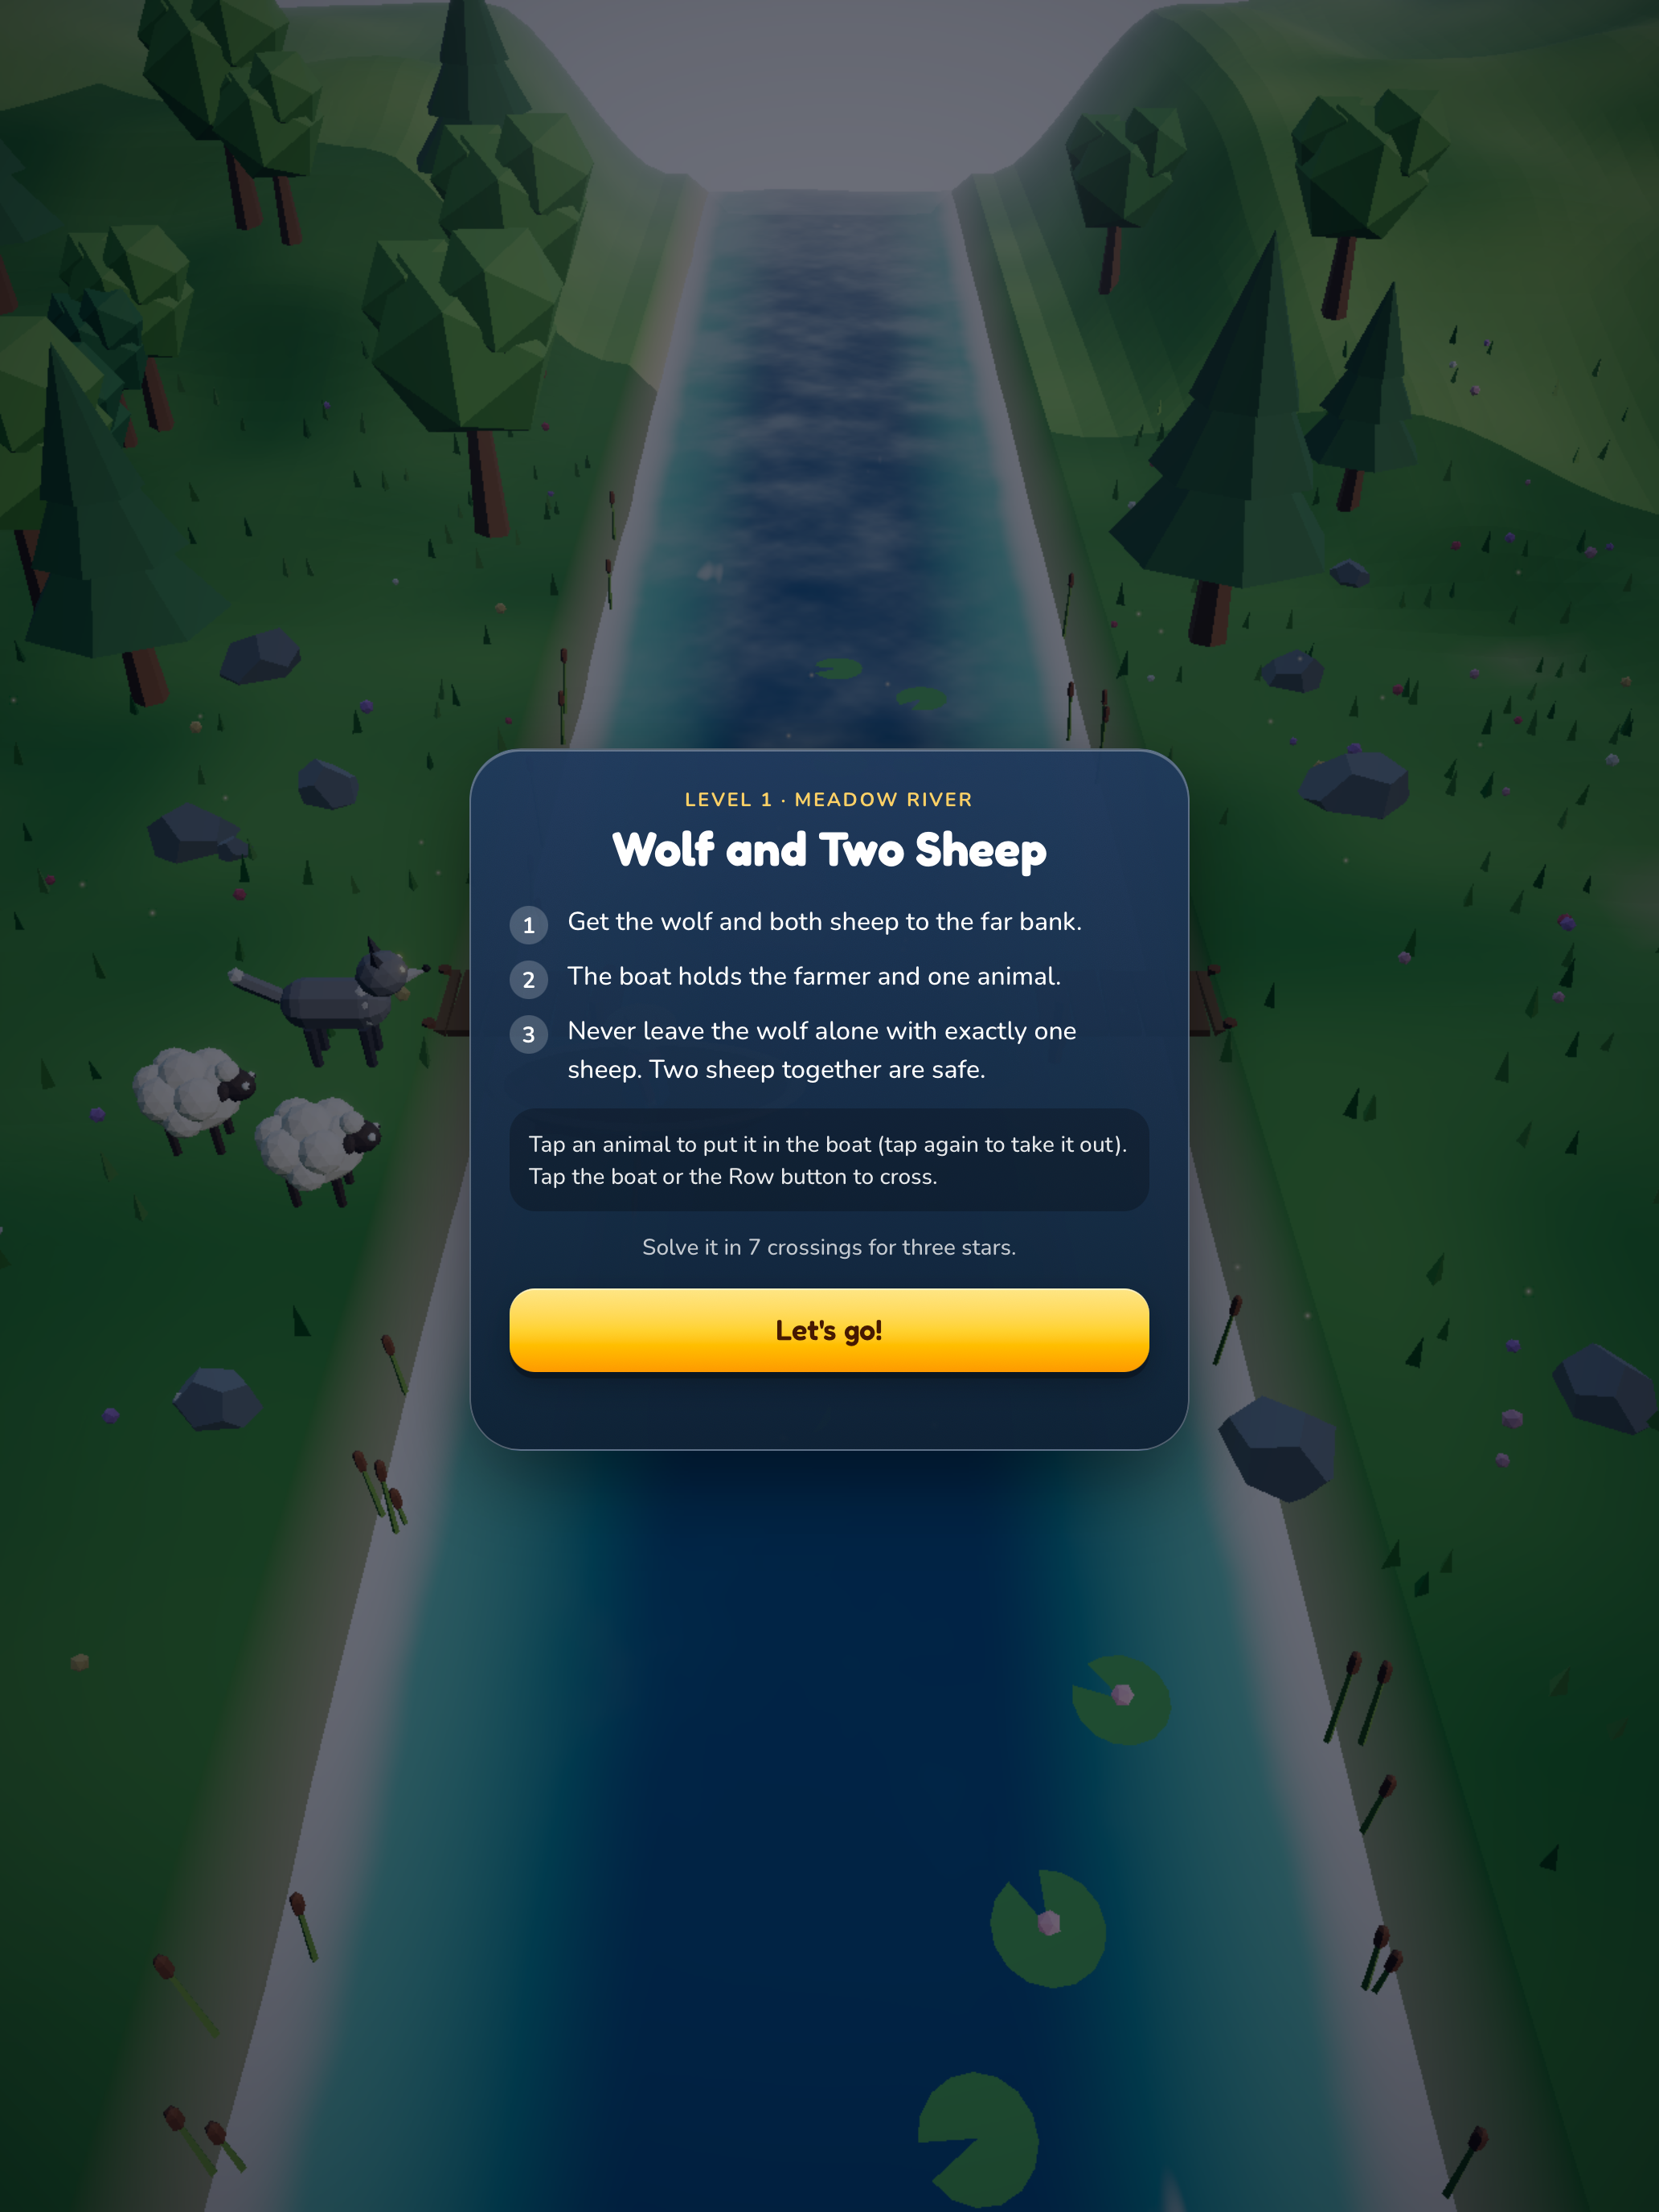 LEVEL 1 · MEADOW RIVER
Wolf and Two Sheep
1 Get the wolf and both sheep to the far bank.
2 The boat holds the farmer and one animal.
3 Never leave the wolf alone with exactly one
sheep. Two sheep together are safe.
Tap an animal to put it in the boat (tap again to take it out).
Tap the boat or the Row button to cross.
Solve it in 7 crossings for three stars.
Let's go!